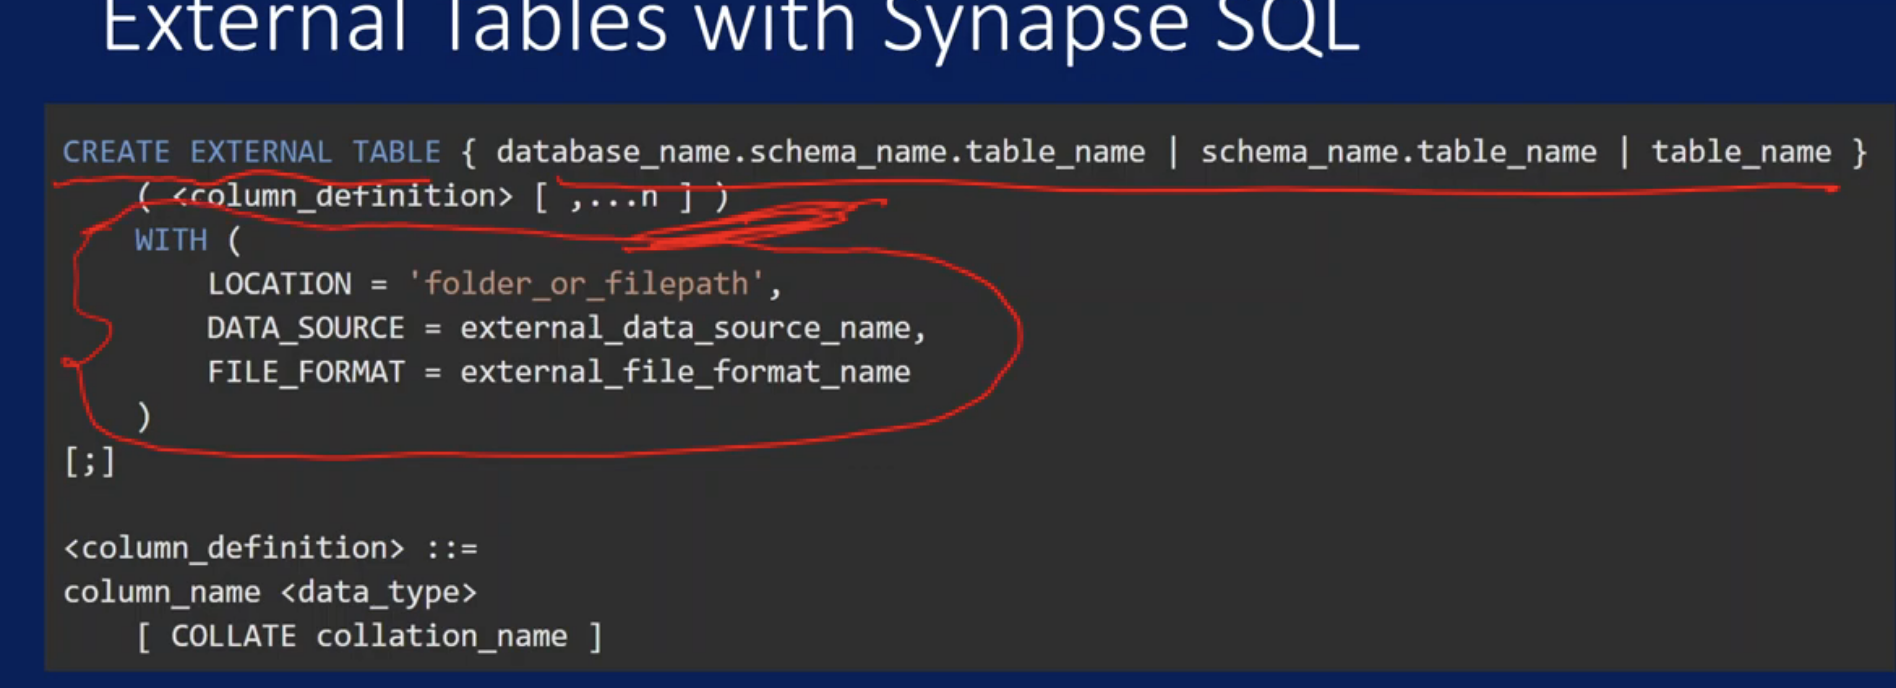 External Tables with Synapse SQL
CREATE EXTERNAL TABLE { database_name.schema_name.table_name | schema_name.table_name | table_name }
( <column_definition> [ ,...n ] )
WITH (
LOCATION = 'folder_or_filepath',
DATA_SOURCE = external_data_source_name,
FILE_FORMAT = external_file_format_name
)
[;]
<column_definition> ::=
column_name <data_type>
[ COLLATE collation_name ]